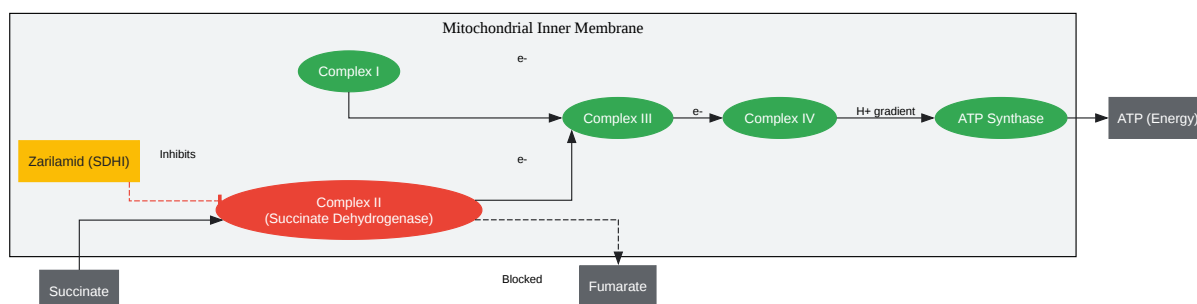 Mitochondrial Inner Membrane
e-
Complex I
Complex III
e-
Complex IV
H+ gradient
ATP Synthase
ATP (Energy)
Zarilamid (SDHI)
Inhibits
e-
Complex II
(Succinate Dehydrogenase)
Succinate
Blocked
Fumarate